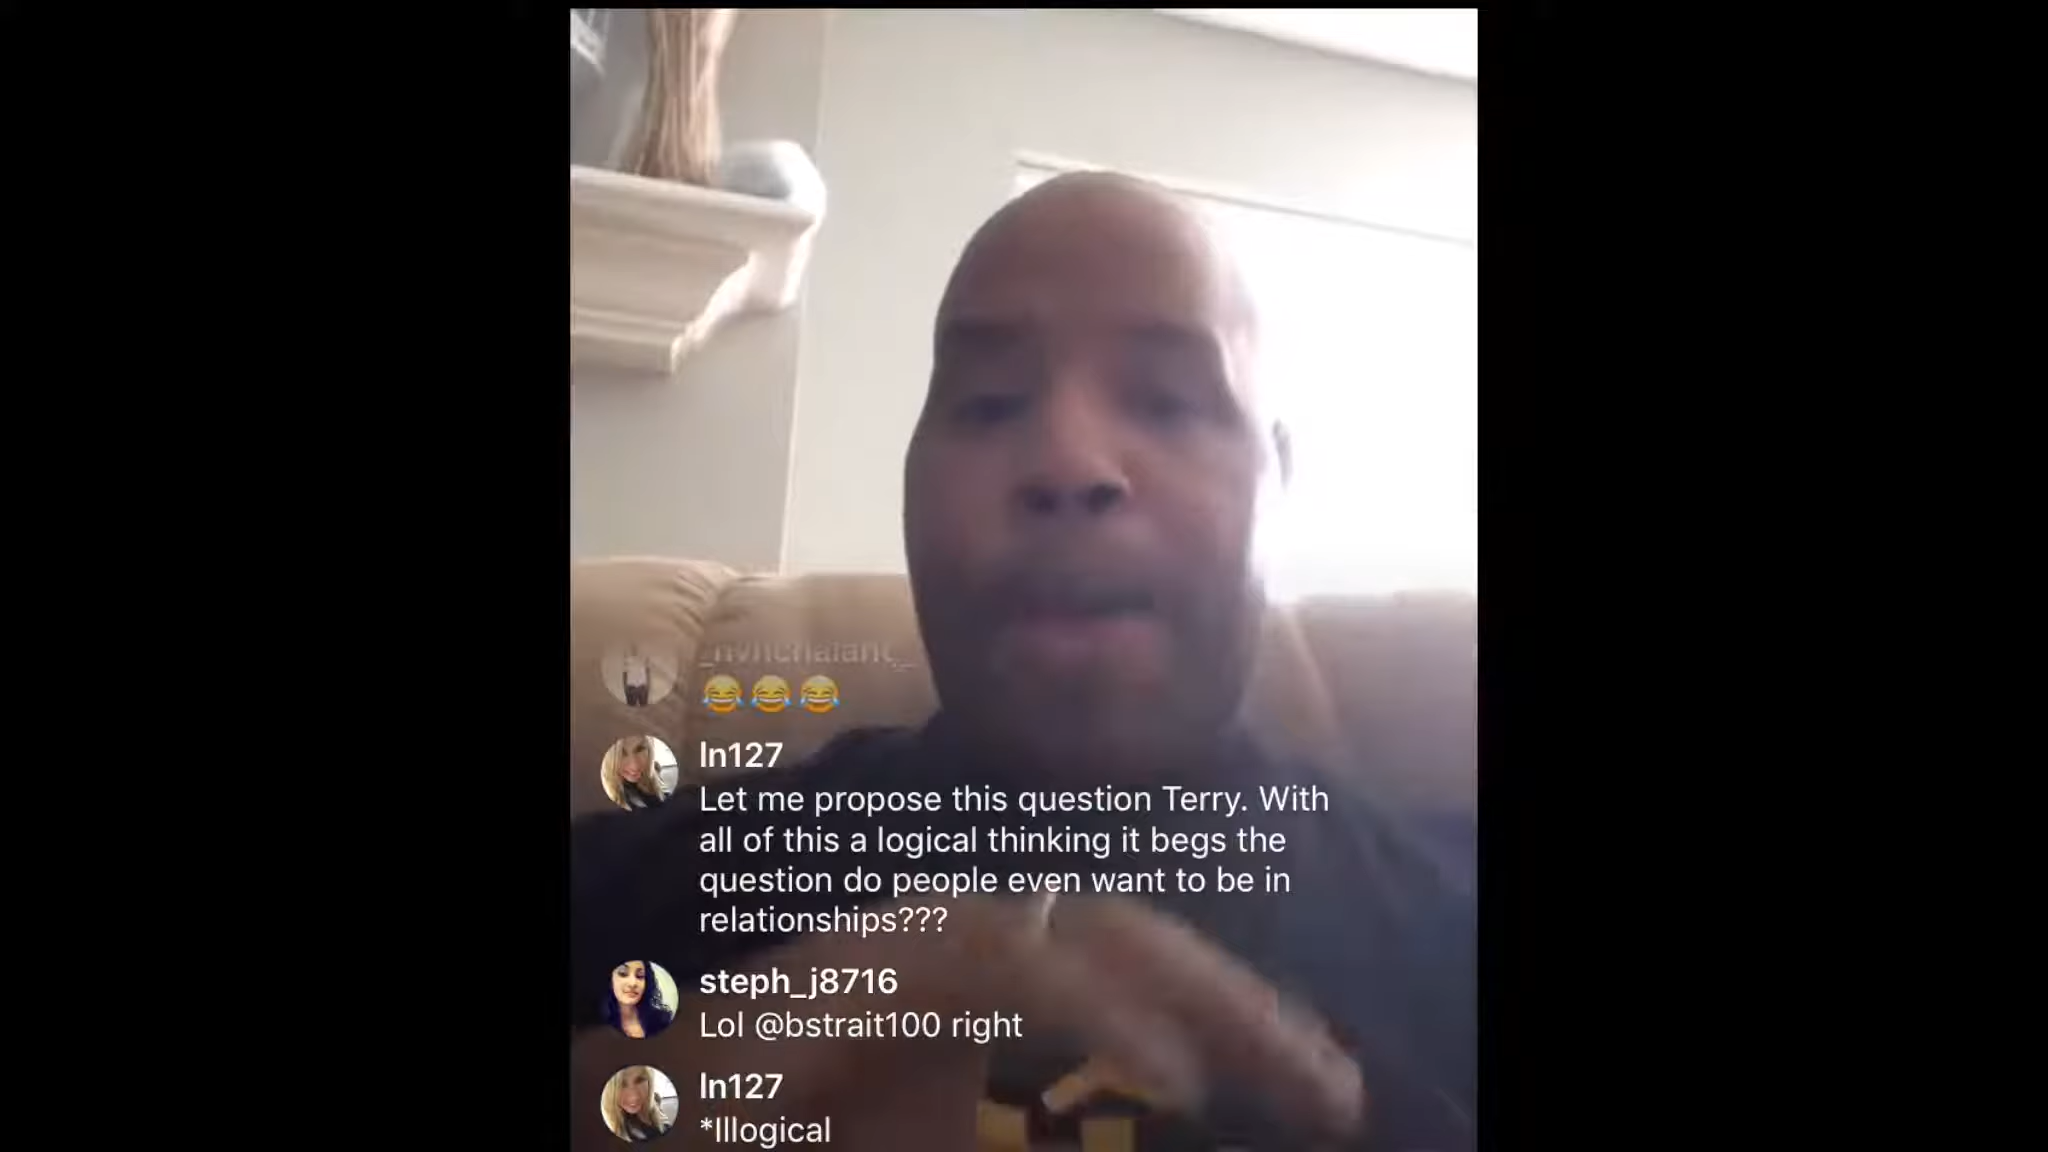 😂😂😂
ln127
Let me propose this question Terry. With
all of this a logical thinking it begs the
question do people even want to be in
relationships???
steph_j8716
Lol @bstrait100 right
ln127
*Illogical